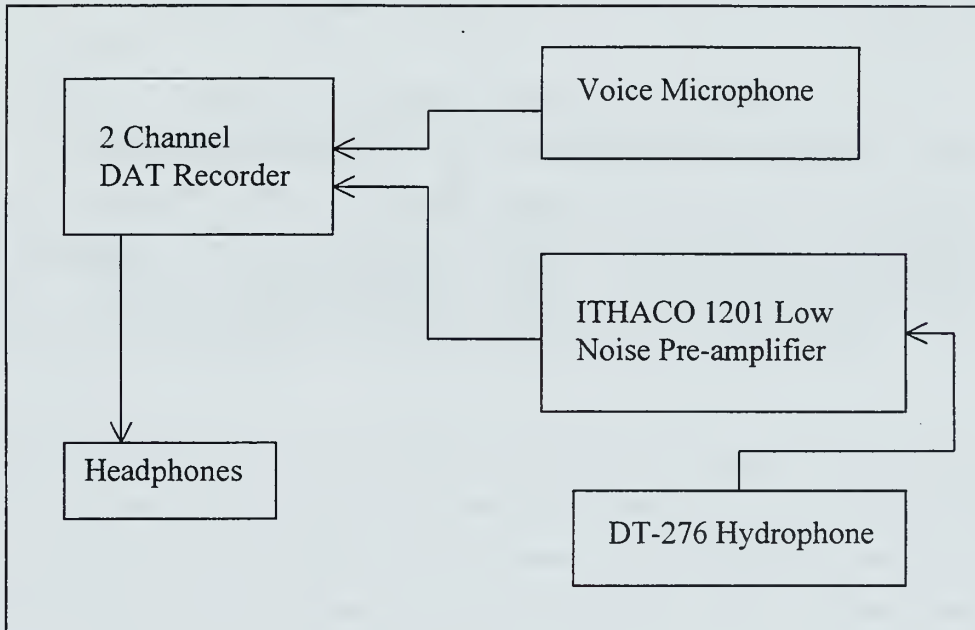 2 Channel
DAT Recorder
Voice Microphone
ITHACO 1201 Low
Noise Pre-amplifier
Headphones
DT-276 Hydrophone